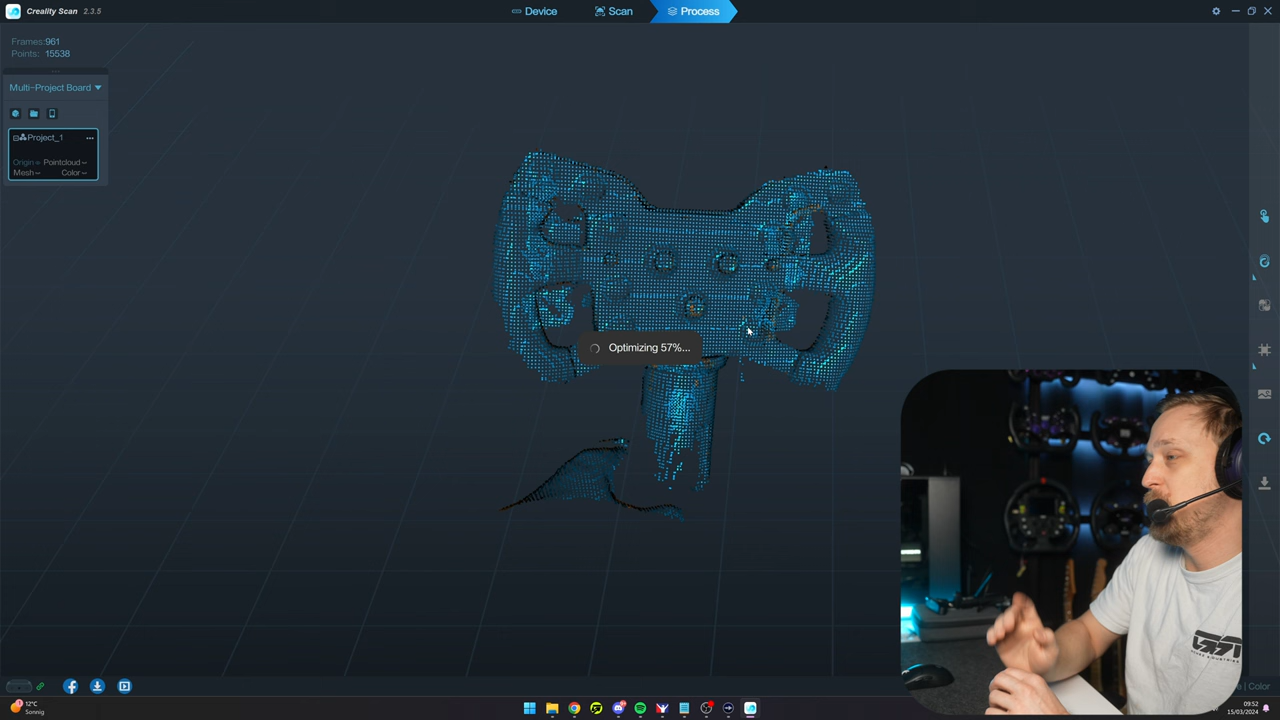 Creality Scan 2.3.5
Device
Scan
Process
Frames:961
Points: 15538
Multi-Project Board
Project_1
Origin Pointcloud
Mesh Color
Optimizing 57%...
| Color
12°C
Sonnig
09:52
15/03/2024